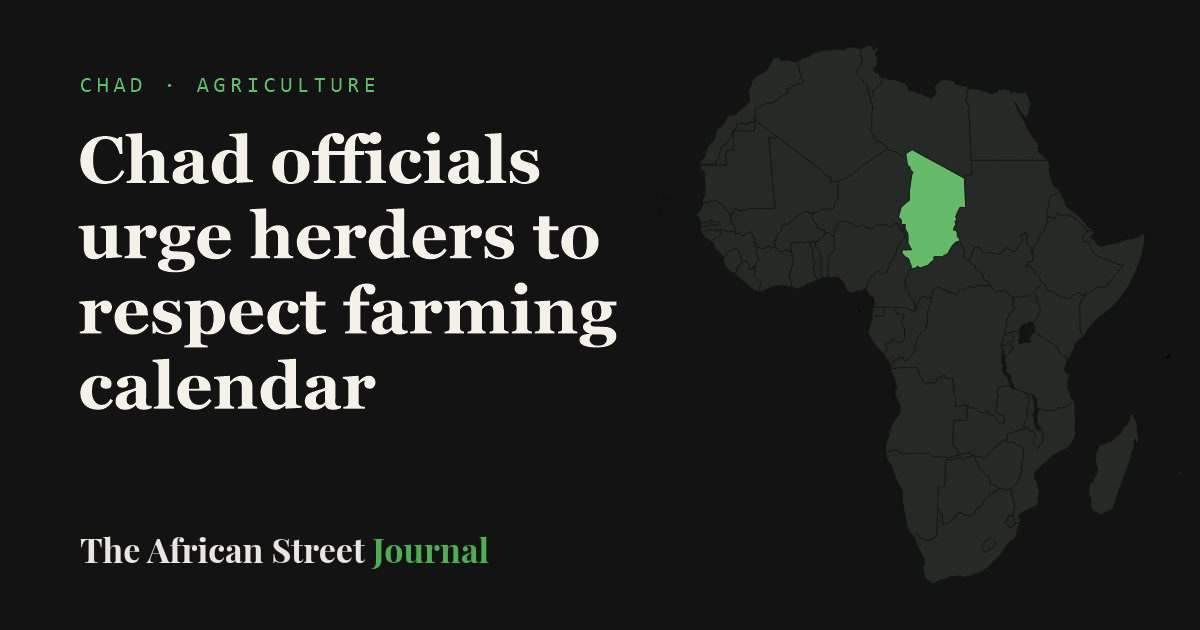 CHAD · AGRICULTURE
Chad officials
urge herders to
respect farming
calendar
The African Street Journal